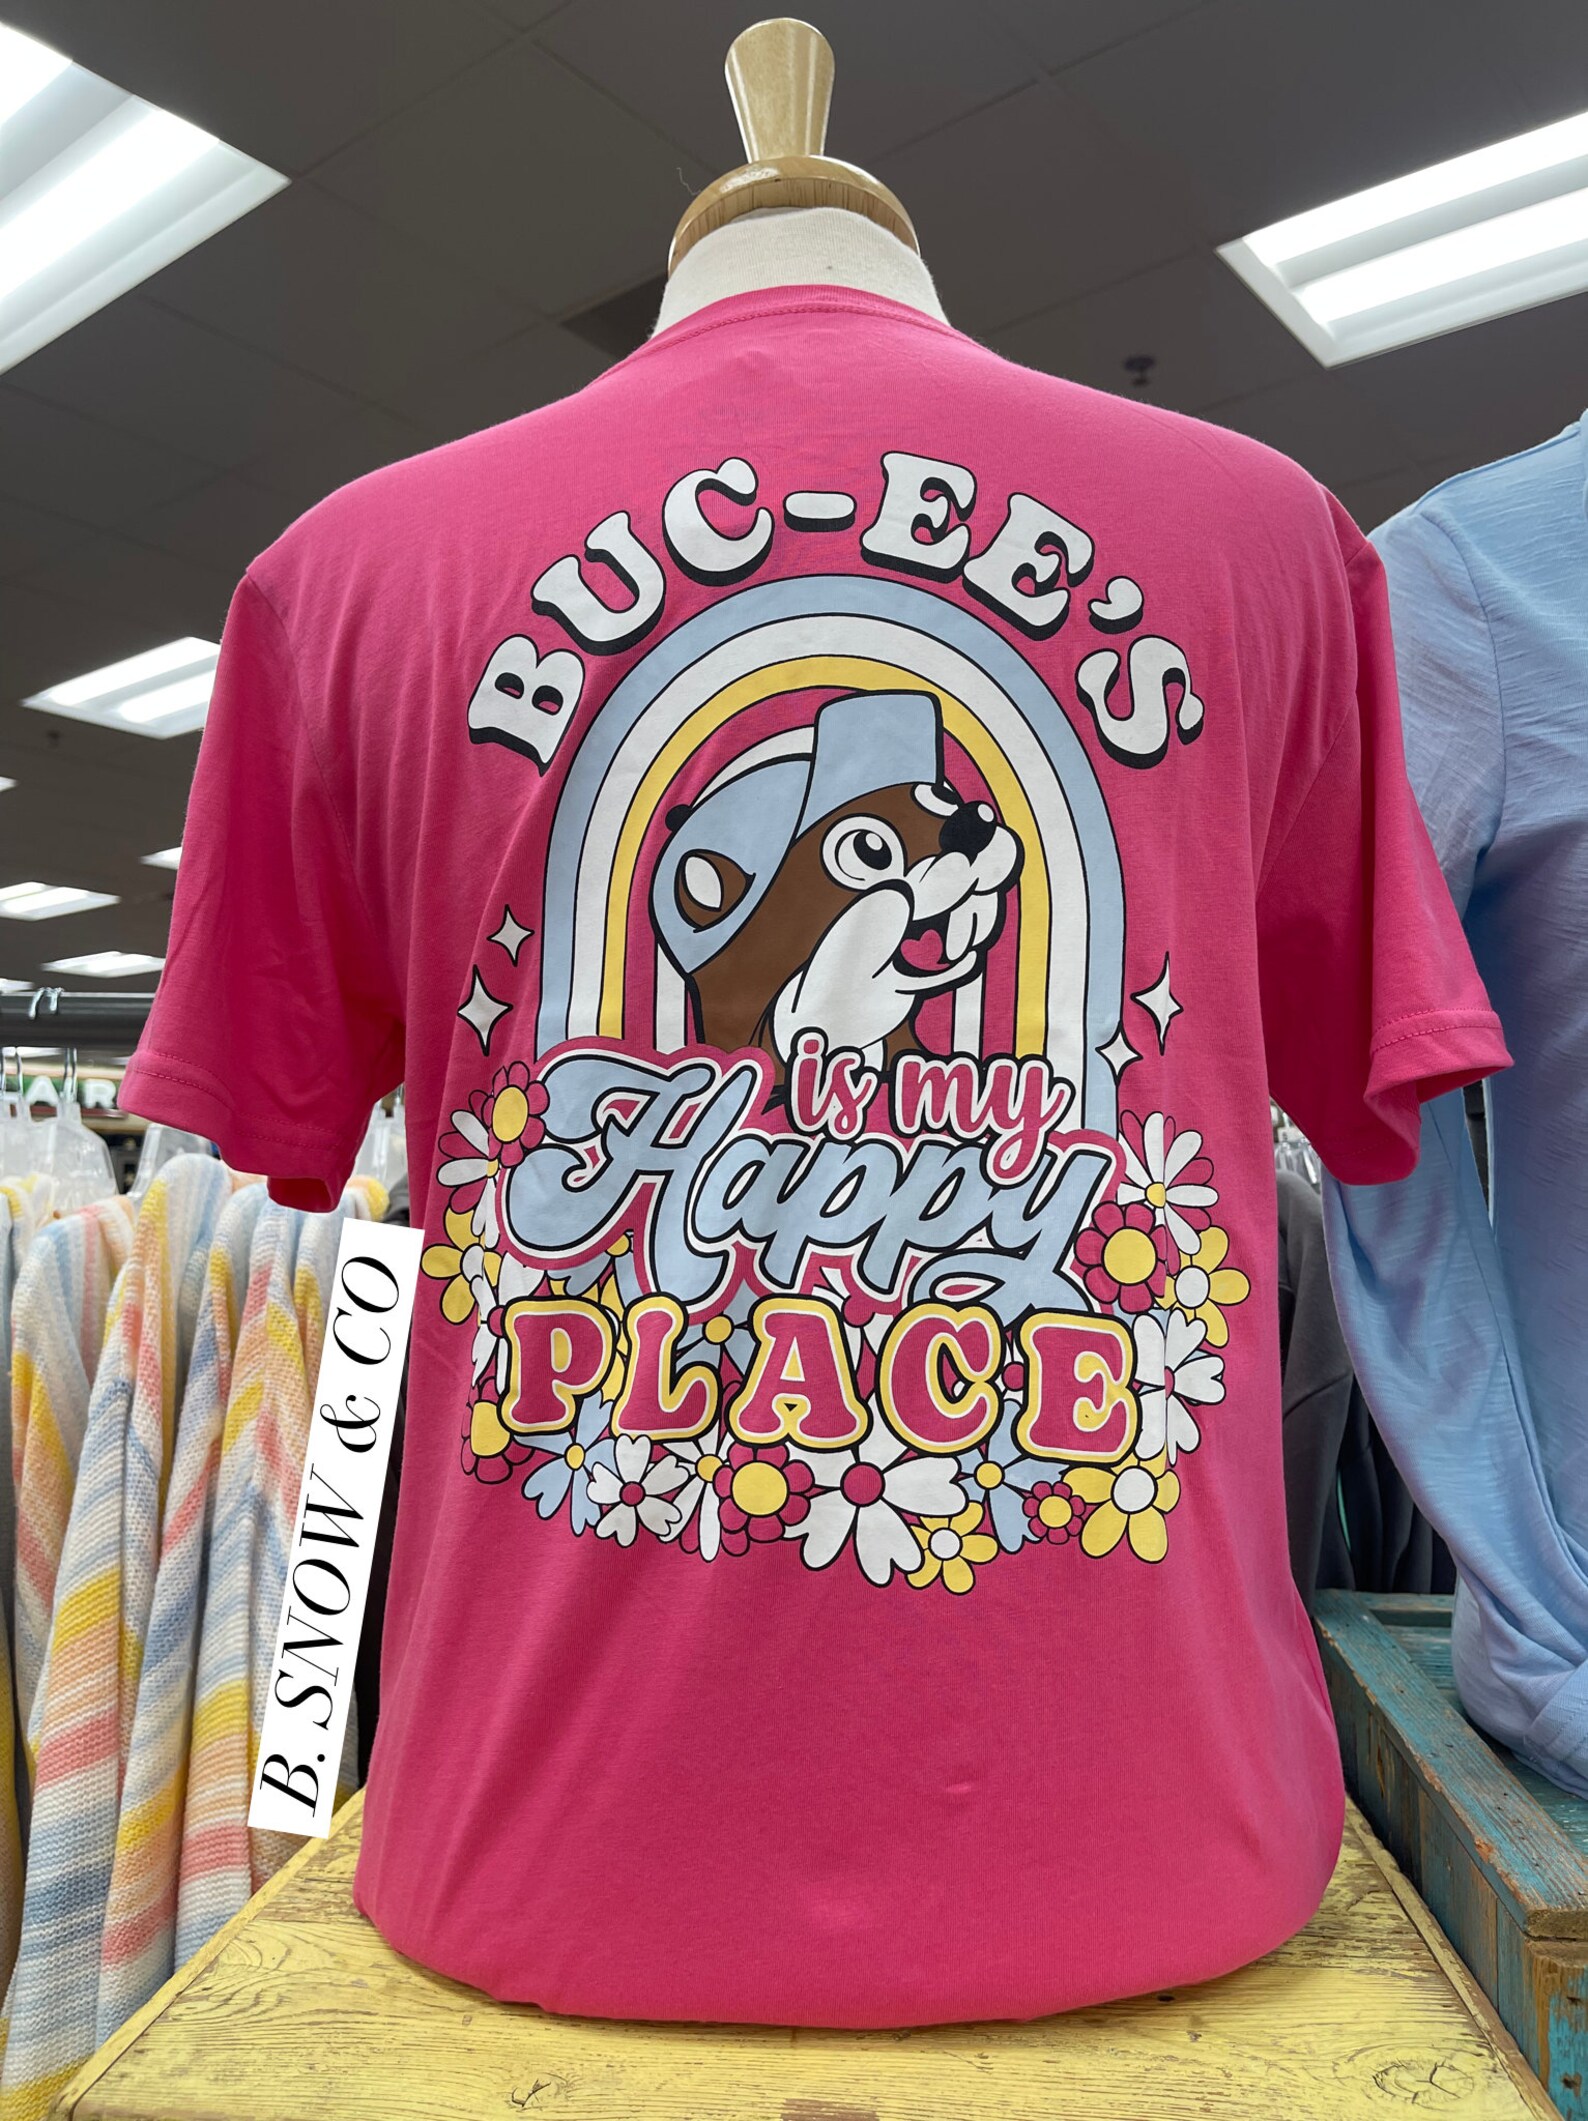 BUC-EE'S
is my
Happy
PLACE
B. SNOW & CO